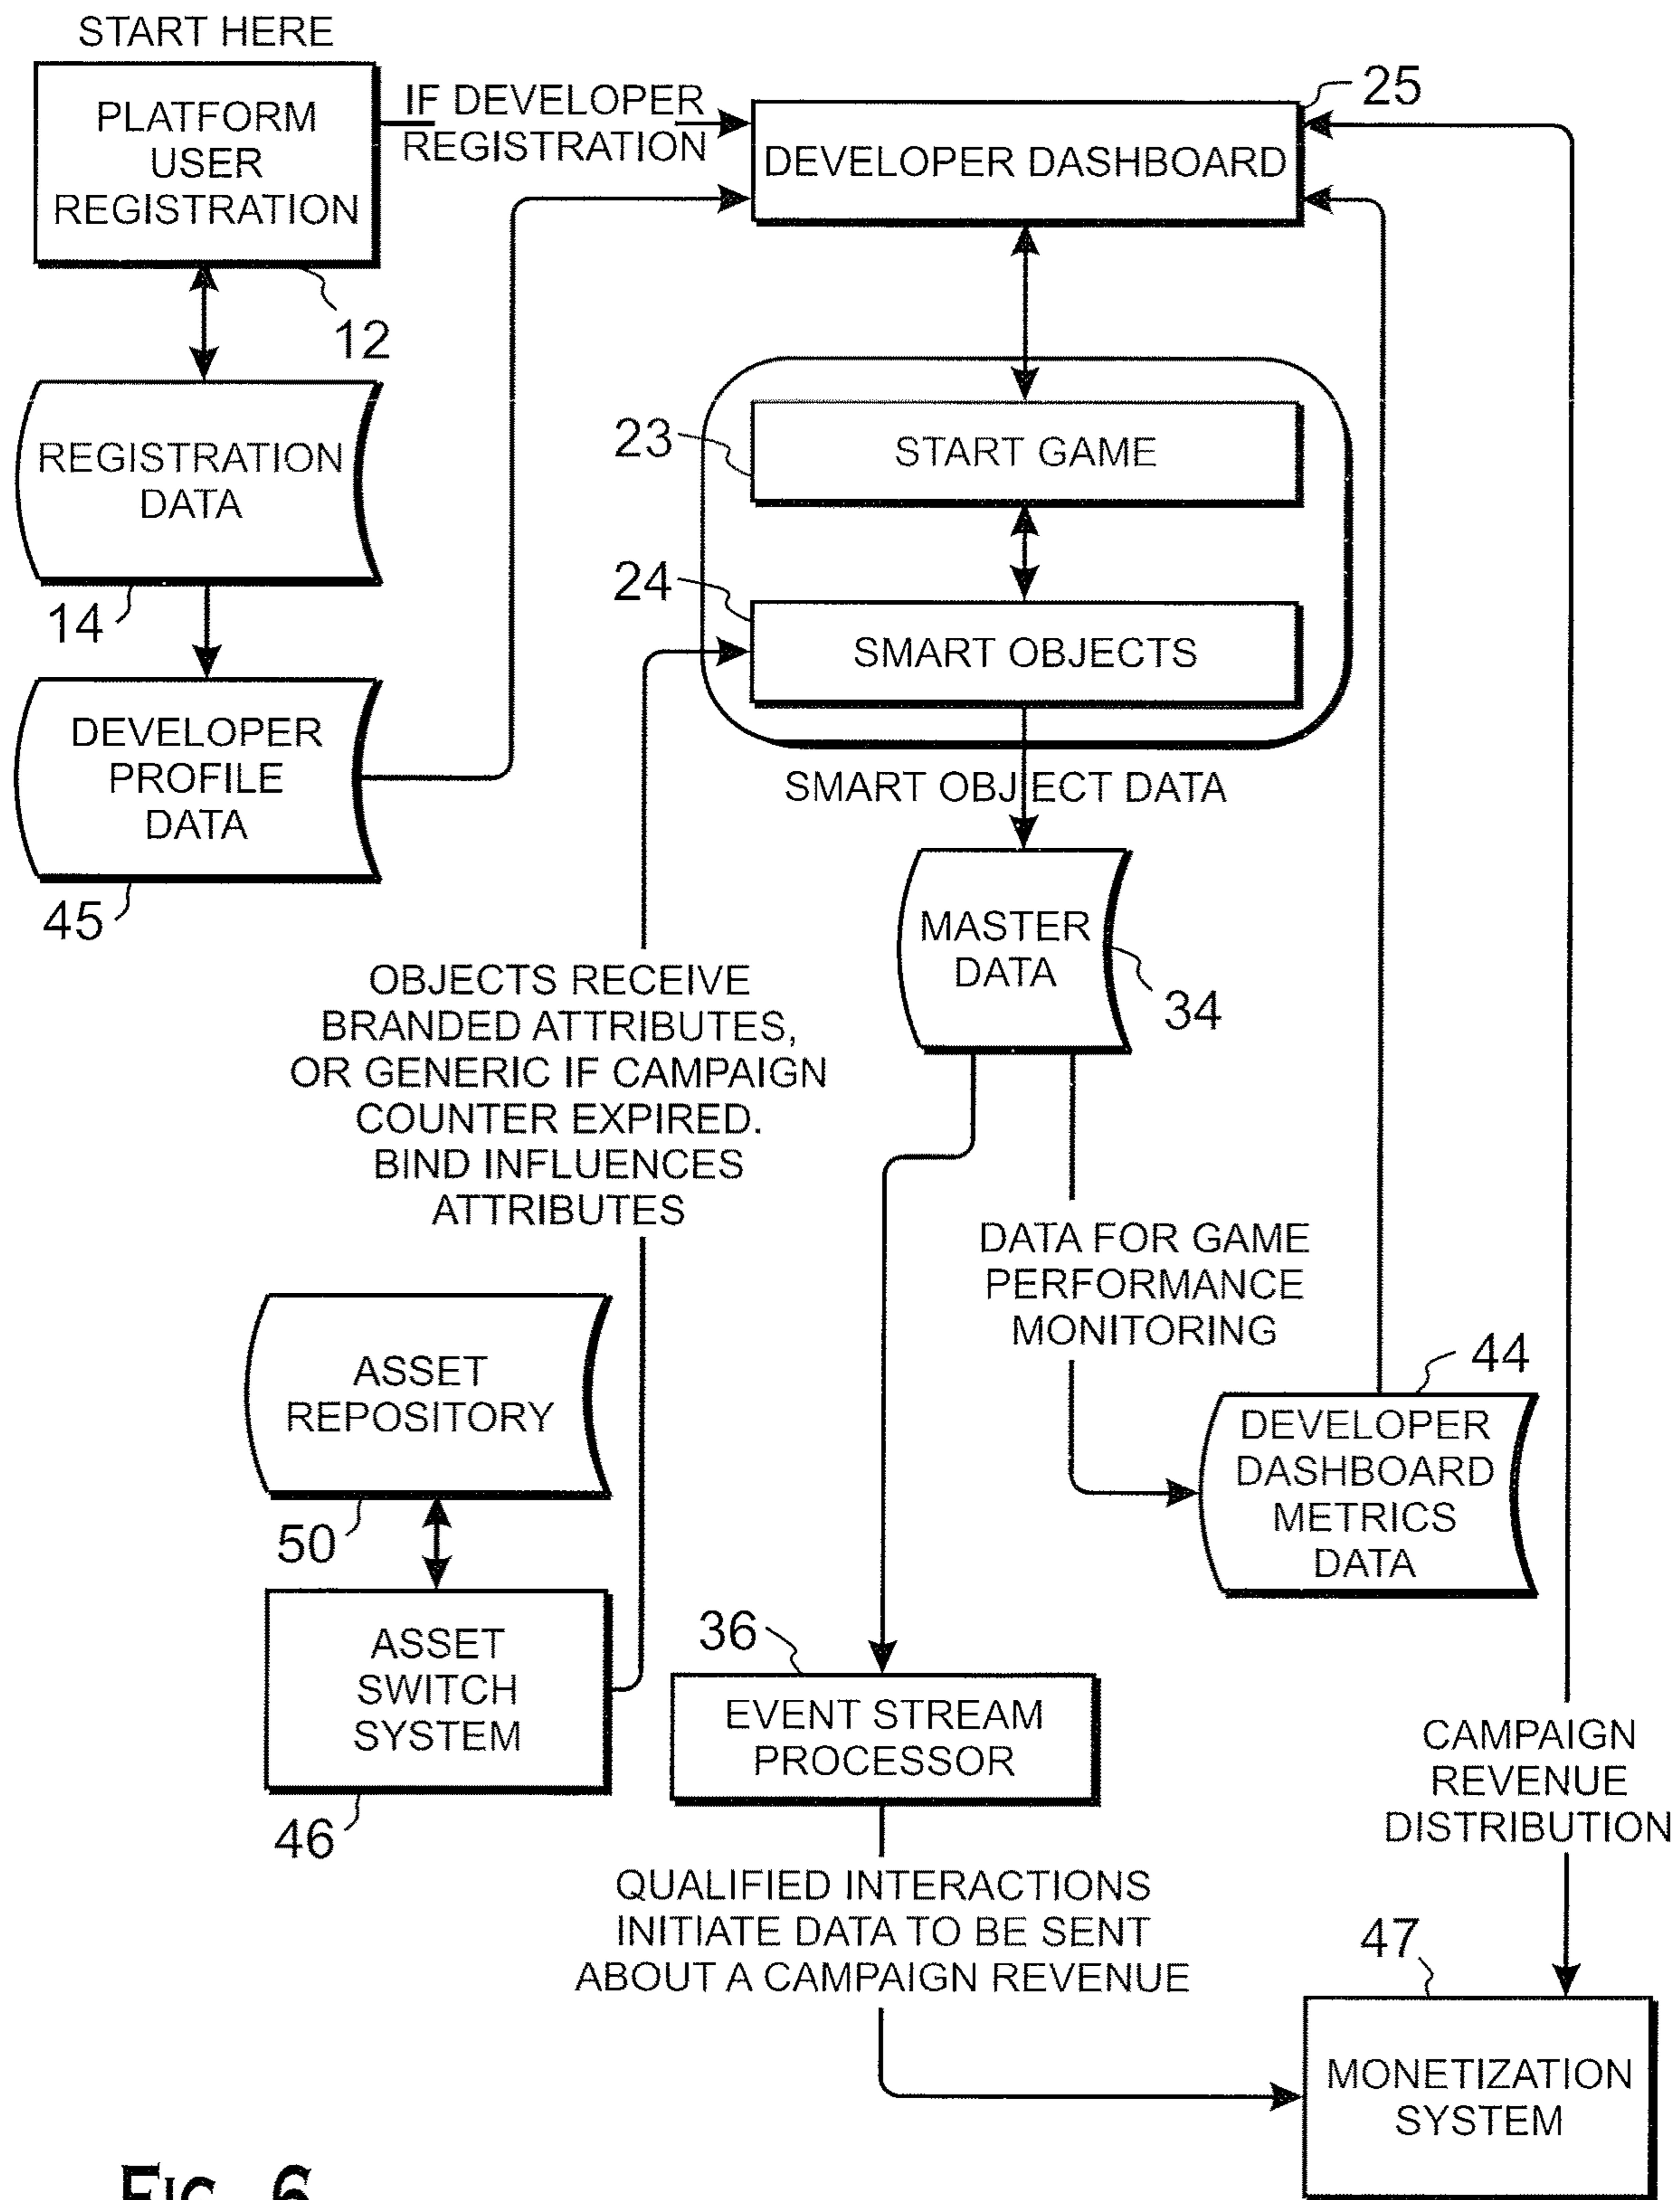 START HERE
PLATFORM
USER
REGISTRATION
12
IF DEVELOPER
REGISTRATION
25
DEVELOPER DASHBOARD
REGISTRATION
DATA
14
23
START GAME
24
SMART OBJECTS
DEVELOPER
PROFILE
DATA
45
SMART OBJECT DATA
MASTER
DATA
34
OBJECTS RECEIVE
BRANDED ATTRIBUTES,
OR GENERIC IF CAMPAIGN
COUNTER EXPIRED.
BIND INFLUENCES
ATTRIBUTES
DATA FOR GAME
PERFORMANCE
MONITORING
44
DEVELOPER
DASHBOARD
METRICS
DATA
ASSET
REPOSITORY
50
ASSET
SWITCH
SYSTEM
46
36
EVENT STREAM
PROCESSOR
CAMPAIGN
REVENUE
DISTRIBUTION
QUALIFIED INTERACTIONS
INITIATE DATA TO BE SENT
ABOUT A CAMPAIGN REVENUE
47
MONETIZATION
SYSTEM
FIG. 6